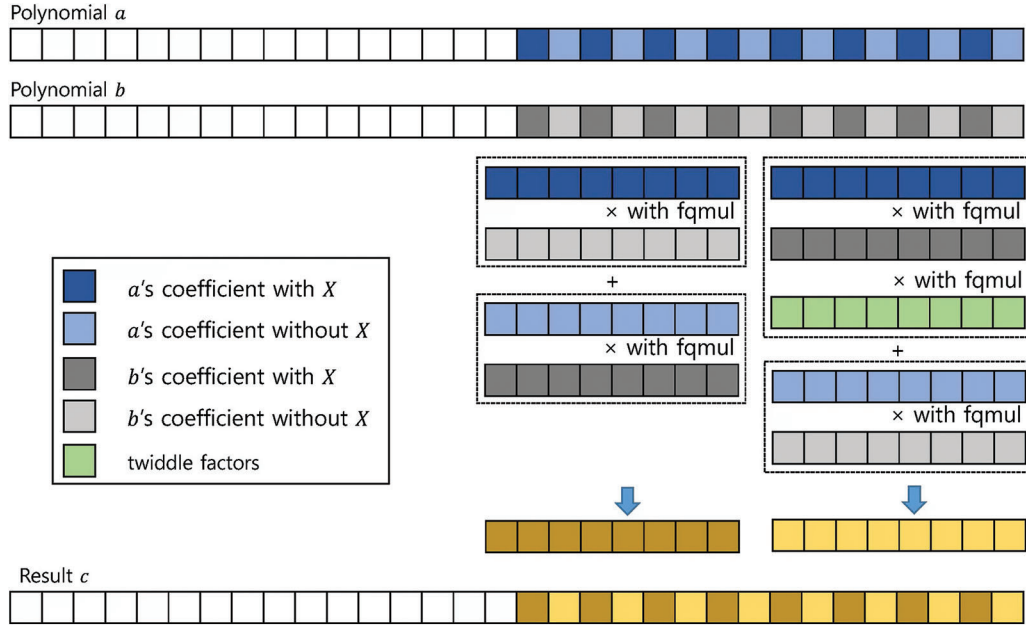 Polynomial a
Polynomial b
× with fqmul
× with fqmul
× with fqmul
+
× with fqmul
+
× with fqmul
a's coefficient with X
a's coefficient without X
b's coefficient with X
b's coefficient without X
twiddle factors
Result c